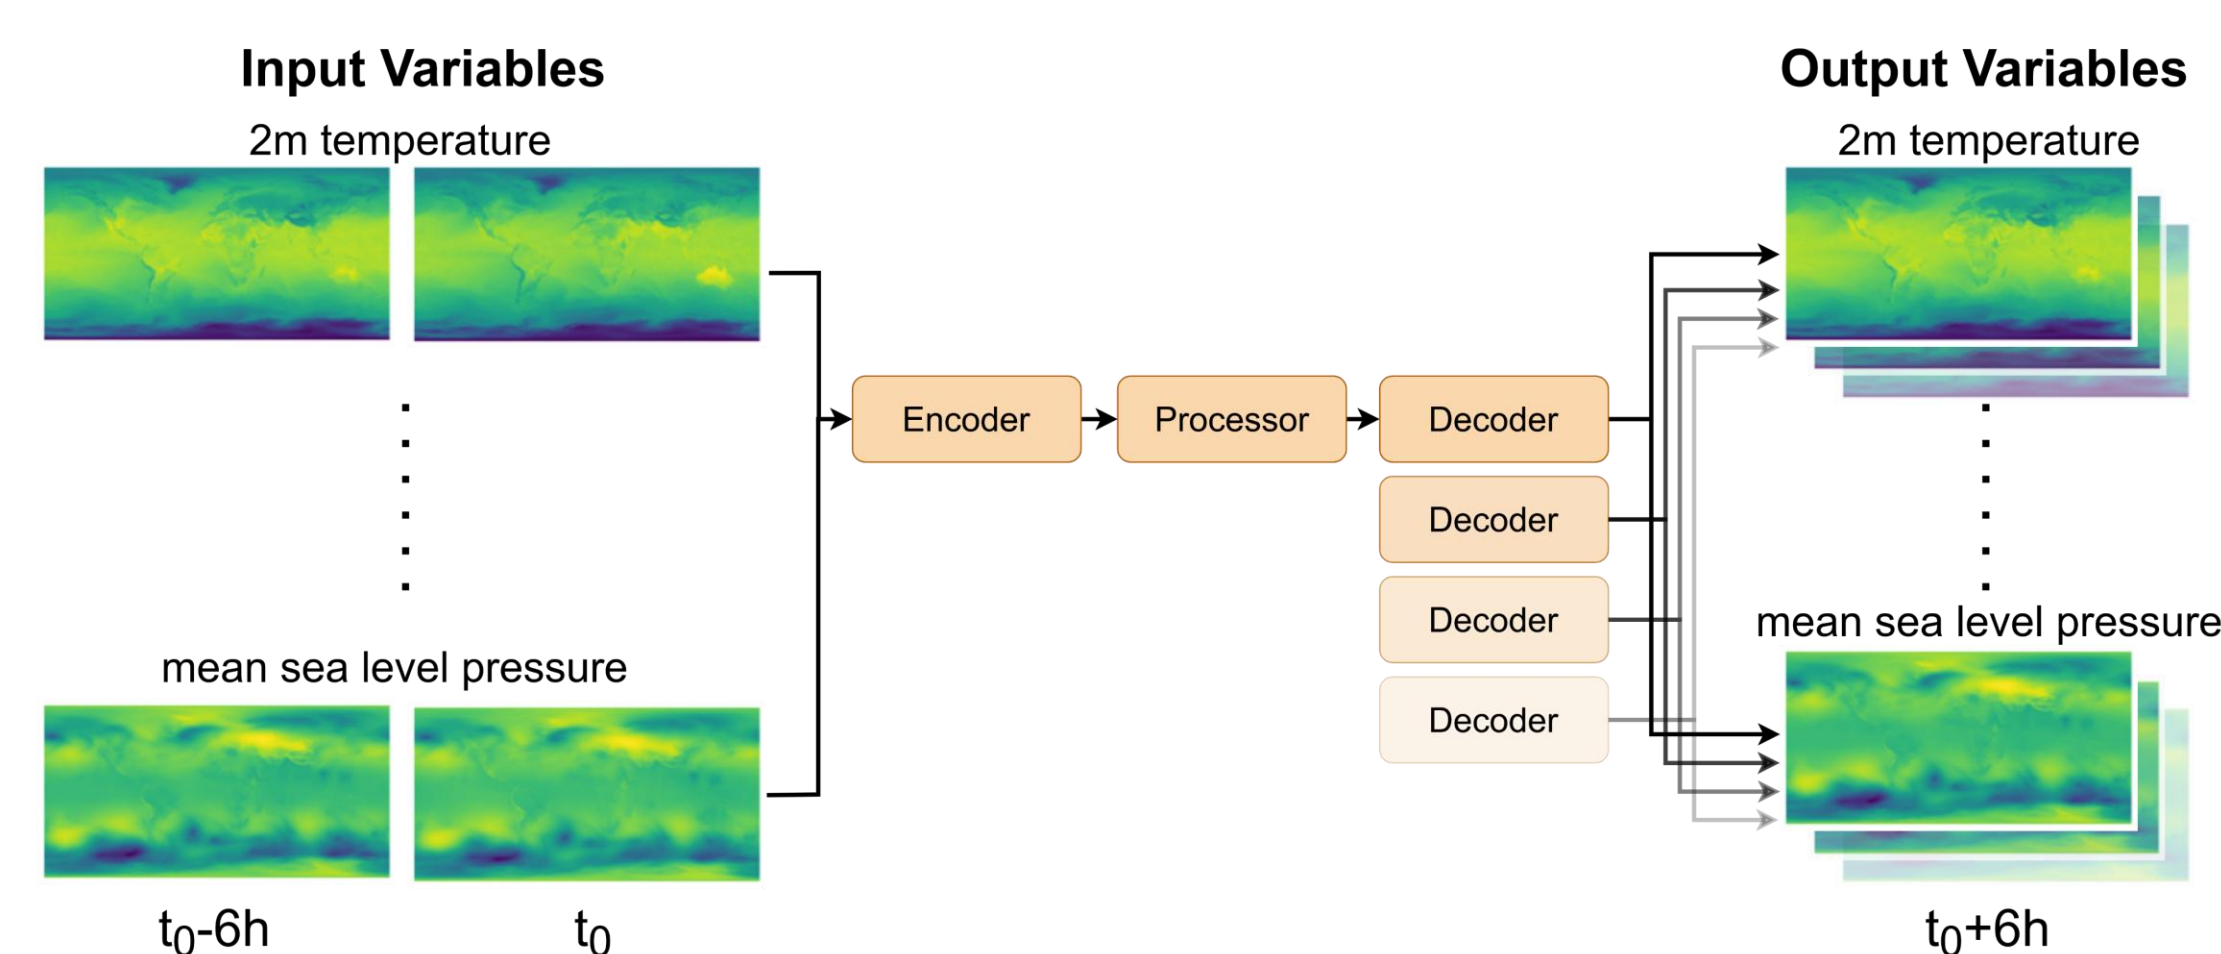 Input Variables
Output Variables
2m temperature
2m temperature
Encoder
Processor
Decoder
Decoder
Decoder
Decoder
mean sea level pressure
mean sea level pressure
t₀-6h
t₀
t₀+6h